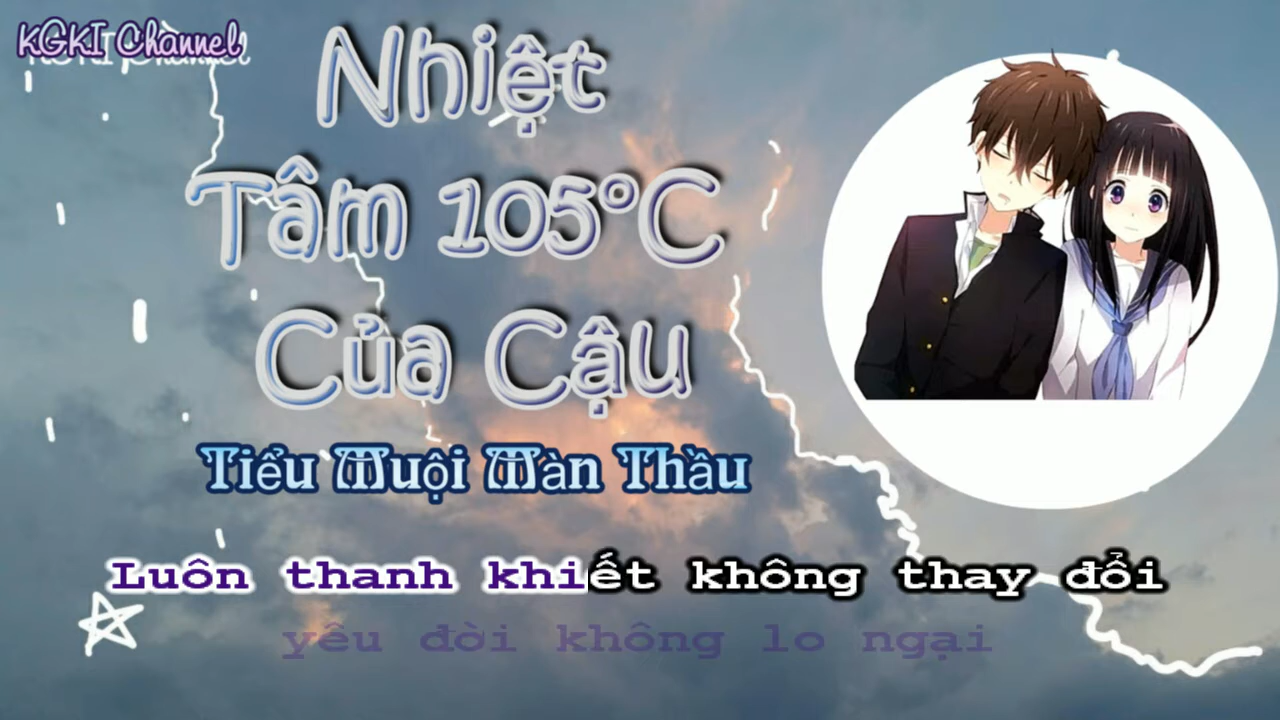 KGKI Channel
Nhiệt
Tâm 105°C
Của Cậu
Tiểu Muội Màn Thầu
Luôn thanh khiết không thay đổi
yêu đời không lo ngại